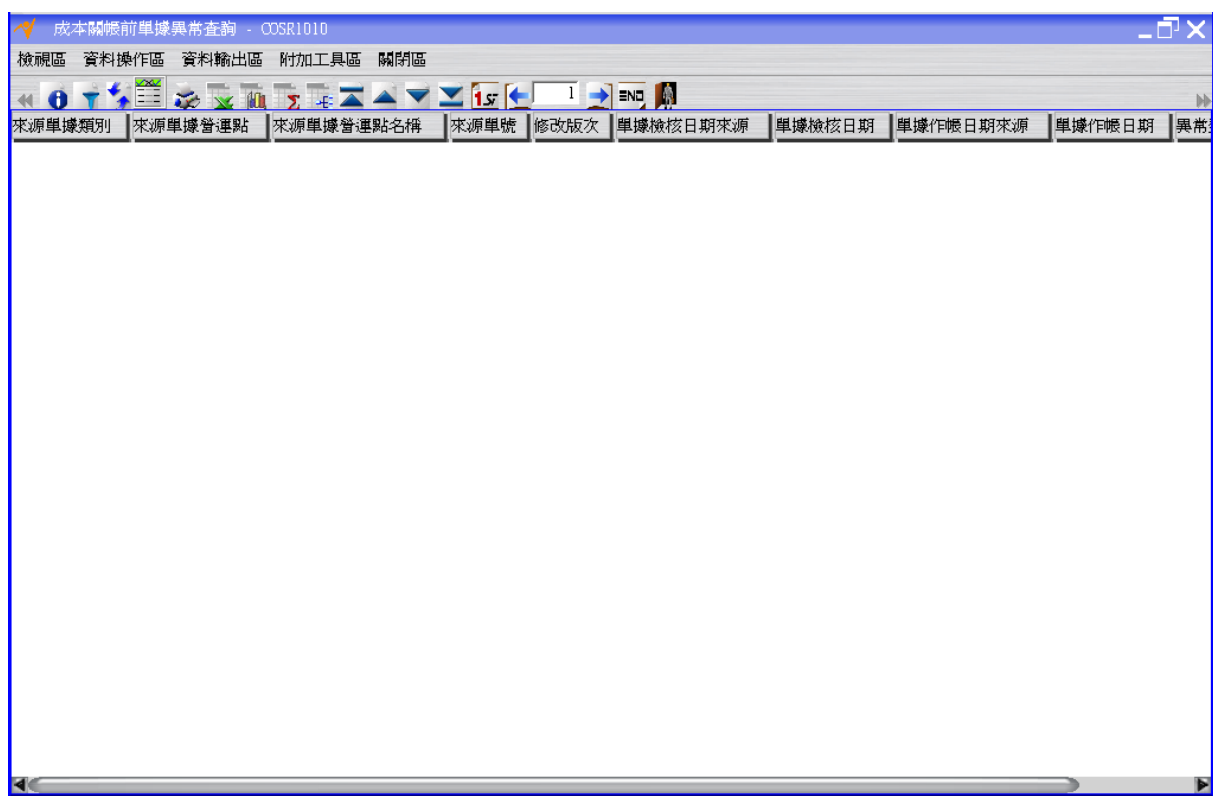 成本關帳前單據異常查詢 - COSR1010
檢視區 資料操作區 資料輸出區 附加工具區 關閉區
1st 1 END
來源單據類別 來源單據營運點 來源單據營運點名稱 來源單號 修改版次 單據檢核日期來源 單據檢核日期 單據作帳日期來源 單據作帳日期 異常